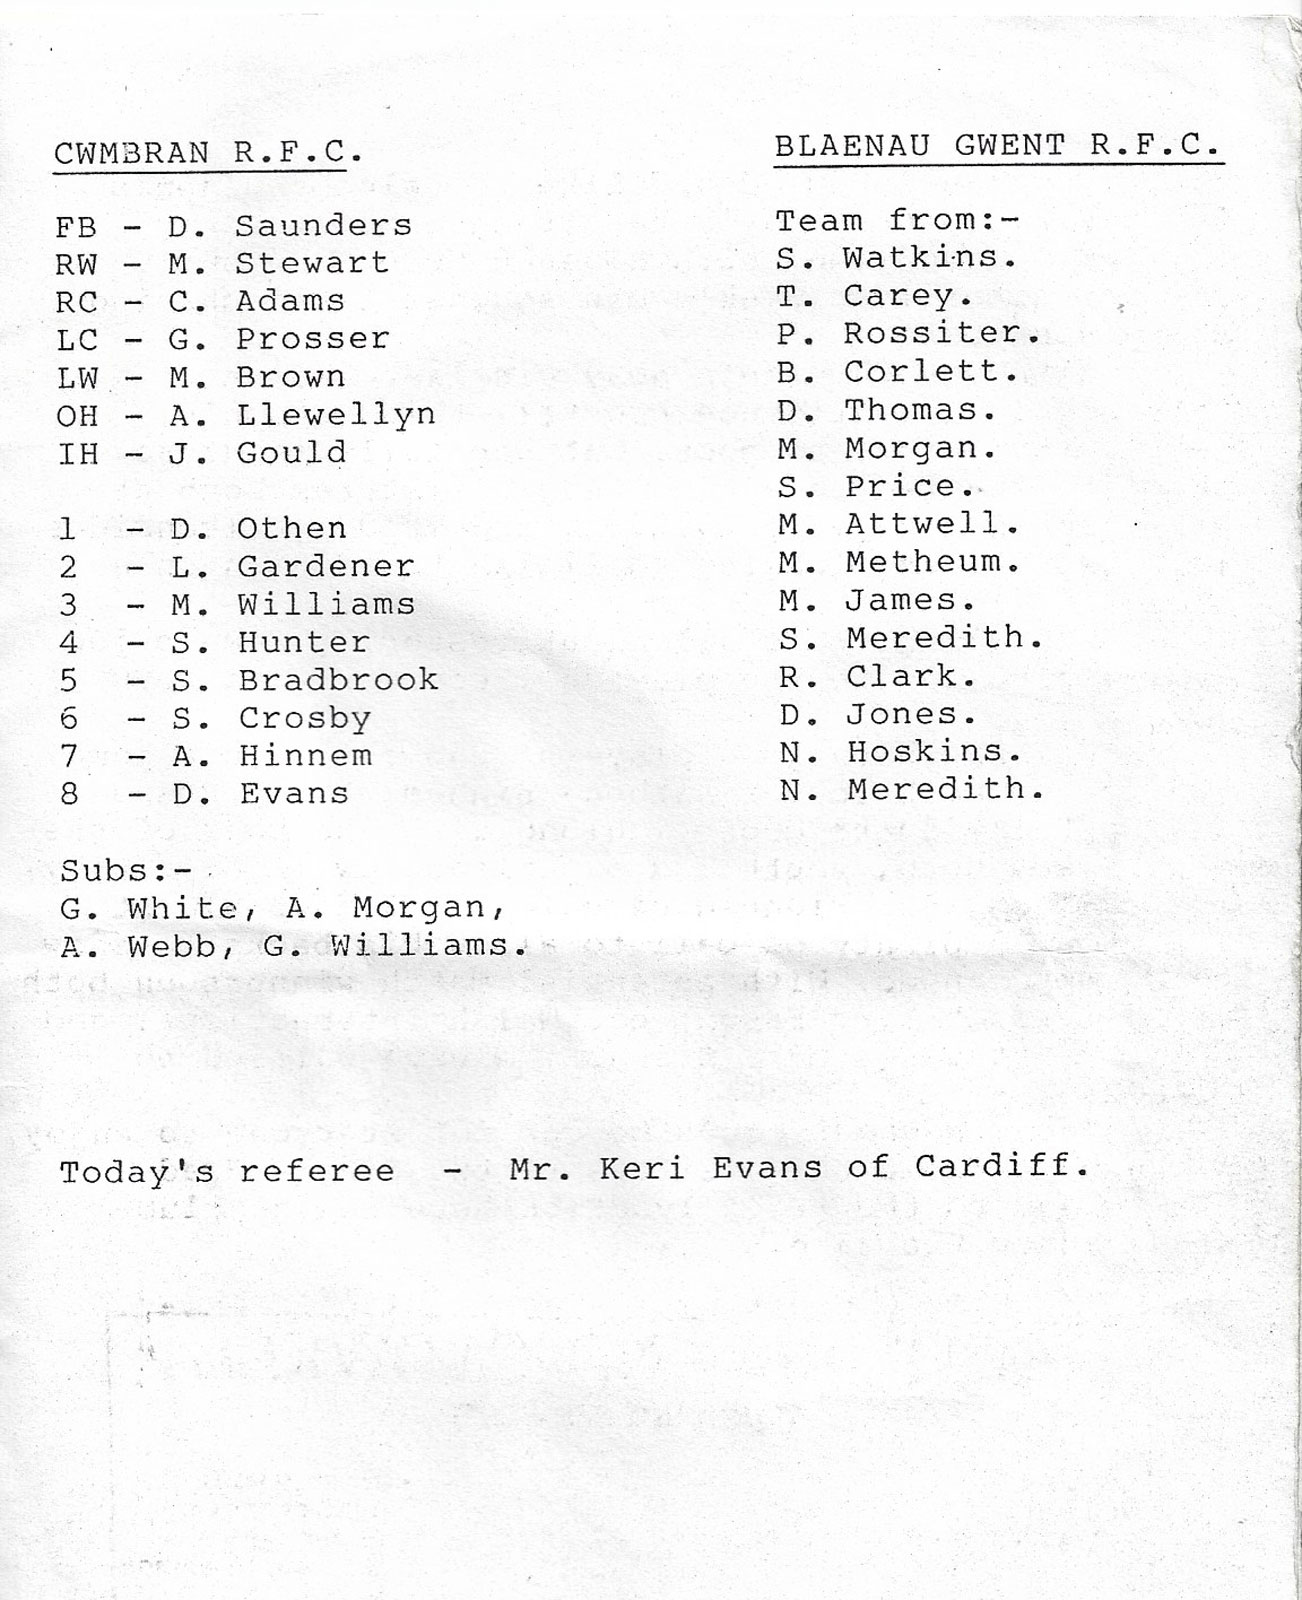 CWMBRAN R.F.C.
FB - D. Saunders
RW - M. Stewart
RC - C. Adams
LC - G. Prosser
LW - M. Brown
OH - A. Llewellyn
IH - J. Gould
1 - D. Othen
2 - L. Gardener
3 - M. Williams
4 - S. Hunter
5 - S. Bradbrook
6 - S. Crosby
7 - A. Hinnem
8 - D. Evans
Subs:-
G. White, A. Morgan,
A. Webb, G. Williams.
BLAENAU GWENT R.F.C.
Team from:-
S. Watkins.
T. Carey.
P. Rossiter.
B. Corlett.
D. Thomas.
M. Morgan.
S. Price.
M. Attwell.
M. Metheum.
M. James.
S. Meredith.
R. Clark.
D. Jones.
N. Hoskins.
N. Meredith.
Today's referee - Mr. Keri Evans of Cardiff.